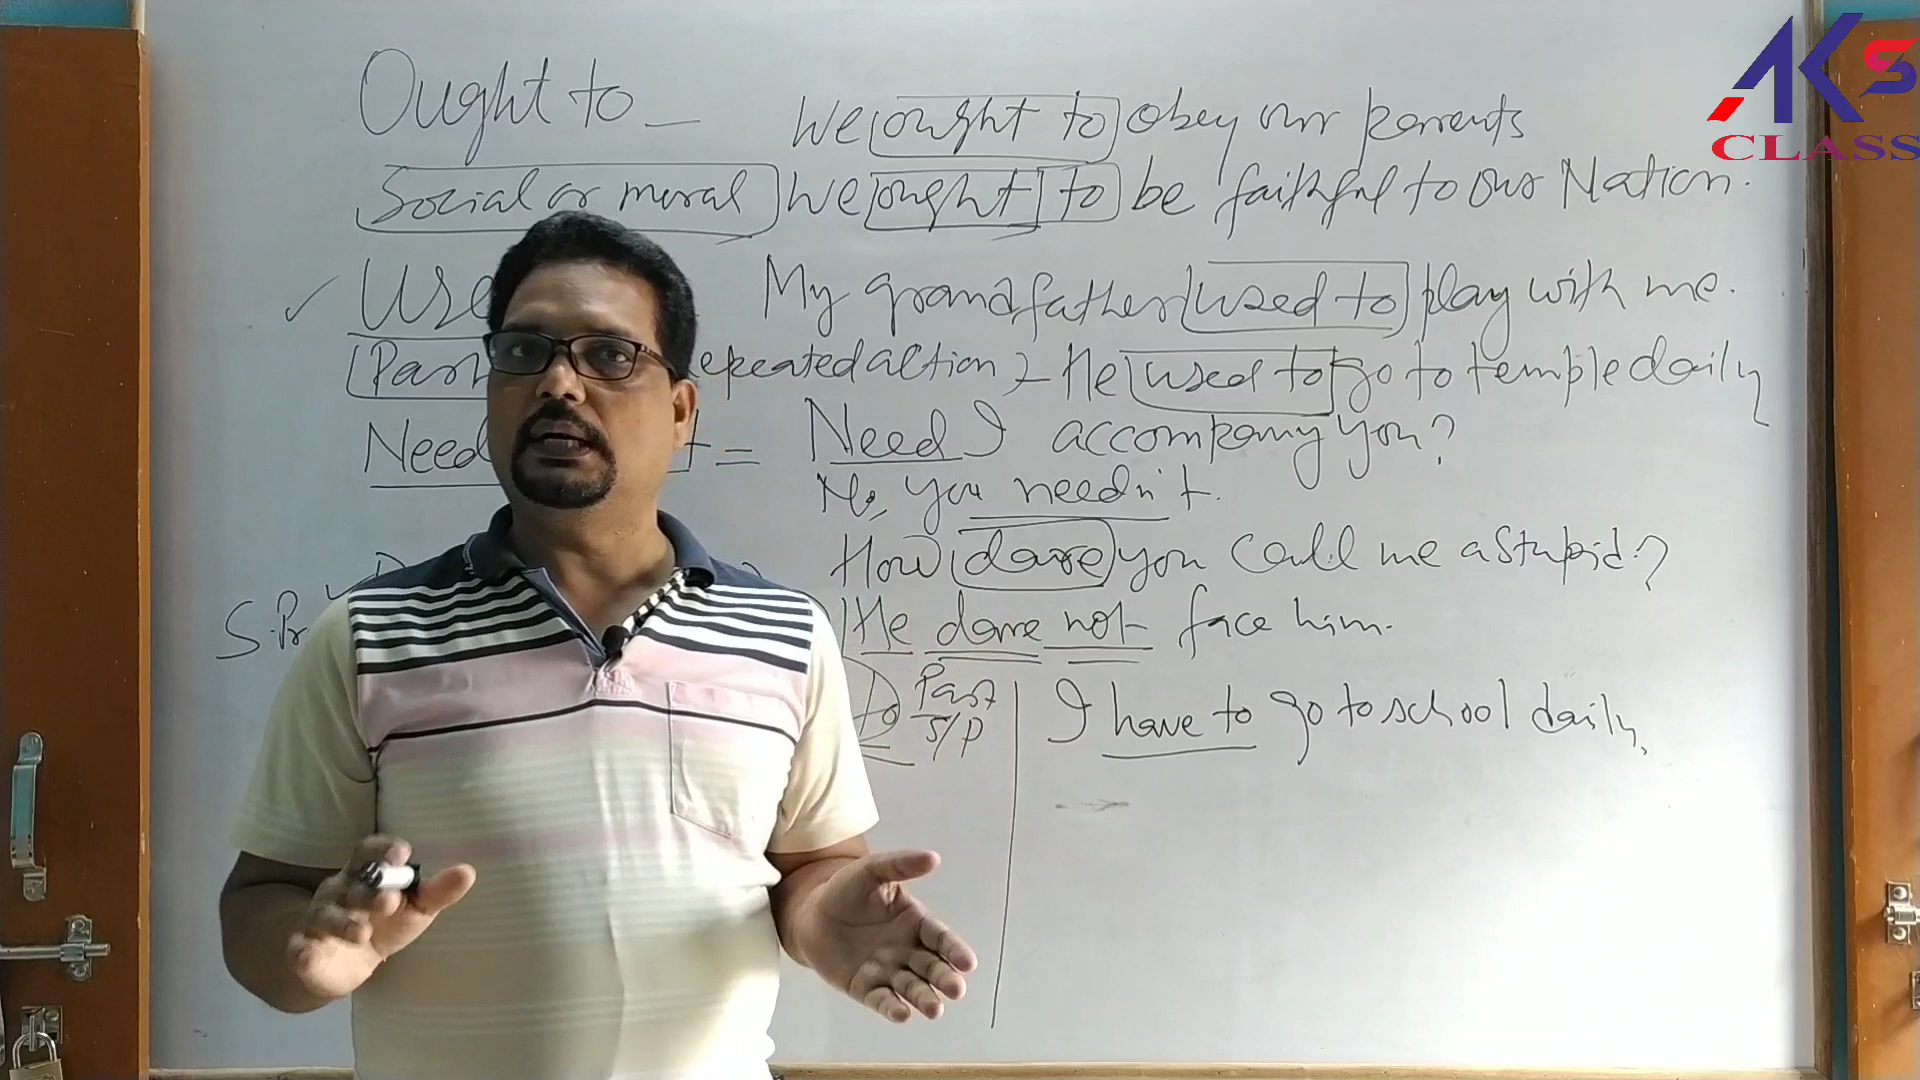 AKS
CLASS
Ought to - We ought to obey our parents
Social or moral We ought to be faithful to our Nation.
Use My grandfather used to play with me.
Past repeated action - He used to go to temple daily
Need = Need I accompany you?
No, you needn't.
How dare you call me a stupid?
S.Pr He dare not face him.
to Past S/P I have to go to school daily.